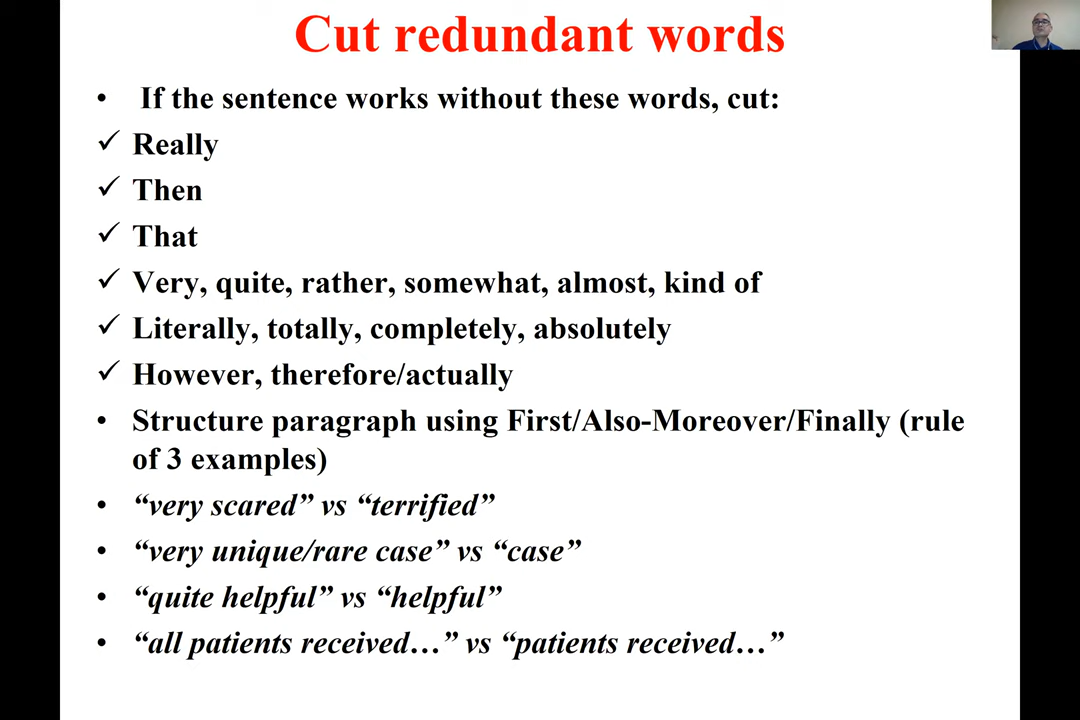 Cut redundant words
• If the sentence works without these words, cut:
✓ Really
✓ Then
✓ That
✓ Very, quite, rather, somewhat, almost, kind of
✓ Literally, totally, completely, absolutely
✓ However, therefore/actually
• Structure paragraph using First/Also-Moreover/Finally (rule
of 3 examples)
• “very scared” vs “terrified”
• “very unique/rare case” vs “case”
• “quite helpful” vs “helpful”
• “all patients received…” vs “patients received…”